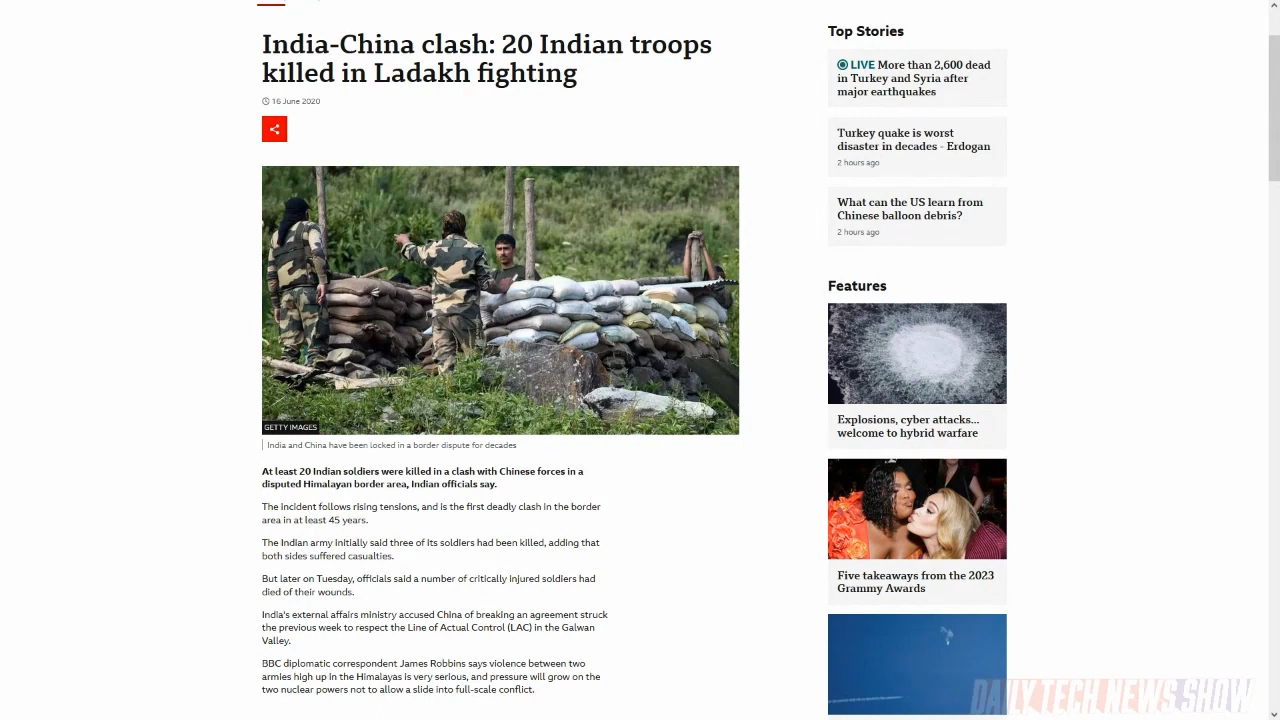 India-China clash: 20 Indian troops
killed in Ladakh fighting
16 June 2020
GETTY IMAGES
India and China have been locked in a border dispute for decades
At least 20 Indian soldiers were killed in a clash with Chinese forces in a
disputed Himalayan border area, Indian officials say.
The incident follows rising tensions, and is the first deadly clash in the border
area in at least 45 years.
The Indian army initially said three of its soldiers had been killed, adding that
both sides suffered casualties.
But later on Tuesday, officials said a number of critically injured soldiers had
died of their wounds.
India's external affairs ministry accused China of breaking an agreement struck
the previous week to respect the Line of Actual Control (LAC) in the Galwan
Valley.
BBC diplomatic correspondent James Robbins says violence between two
armies high up in the Himalayas is very serious, and pressure will grow on the
two nuclear powers not to allow a slide into full-scale conflict.
Top Stories
LIVE More than 2,600 dead
in Turkey and Syria after
major earthquakes
Turkey quake is worst
disaster in decades - Erdogan
2 hours ago
What can the US learn from
Chinese balloon debris?
2 hours ago
Features
Explosions, cyber attacks...
welcome to hybrid warfare
Five takeaways from the 2023
Grammy Awards
DAILY TECH NEWS SHOW